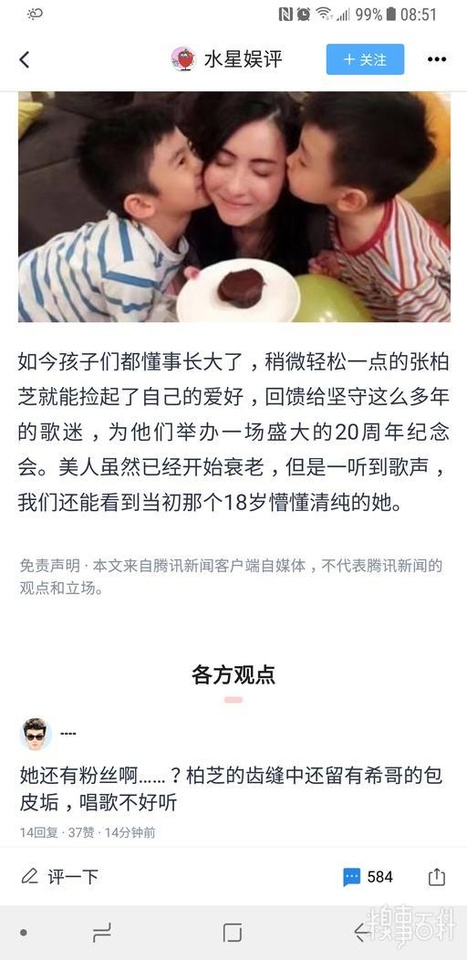 99% 08:51
水星娱评
+ 关注
如今孩子们都懂事长大了，稍微轻松一点的张柏
芝就能捡起了自己的爱好，回馈给坚守这么多年
的歌迷，为他们举办一场盛大的20周年纪念
会。美人虽然已经开始衰老，但是一听到歌声，
我们还能看到当初那个18岁懵懂清纯的她。
免责声明 · 本文来自腾讯新闻客户端自媒体，不代表腾讯新闻的
观点和立场。
各方观点
----
她还有粉丝啊……？柏芝的齿缝中还留有希哥的包
皮垢，唱歌不好听
14回复 · 37赞 · 14分钟前
评一下
584
糗事百科